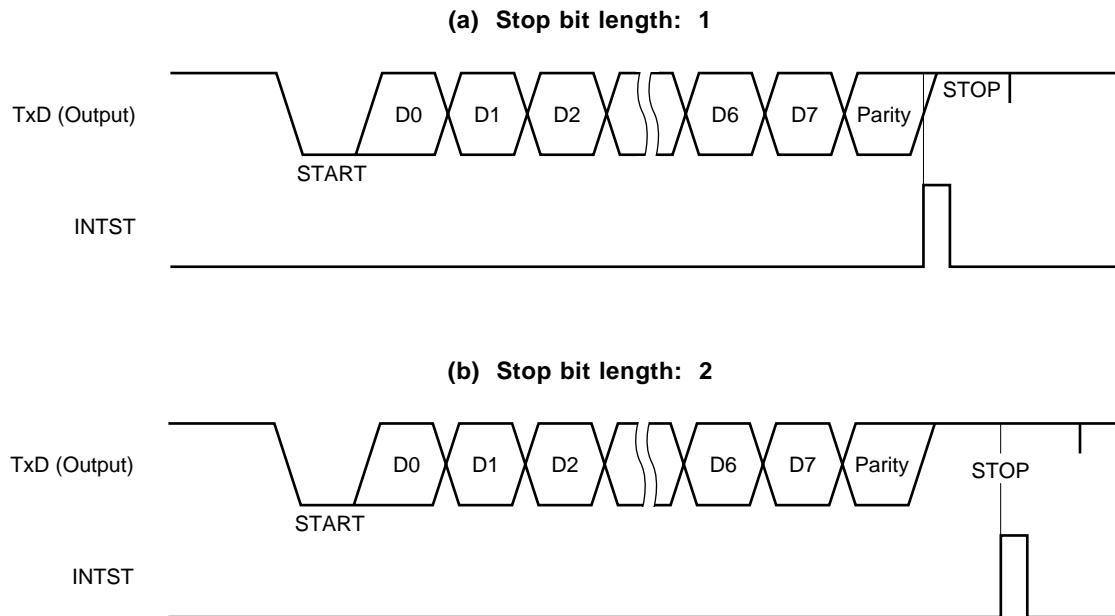 (a) Stop bit length: 1
TxD (Output)
D0
D1
D2
D6
D7
Parity
STOP
START
INTST
(b) Stop bit length: 2
TxD (Output)
D0
D1
D2
D6
D7
Parity
STOP
START
INTST